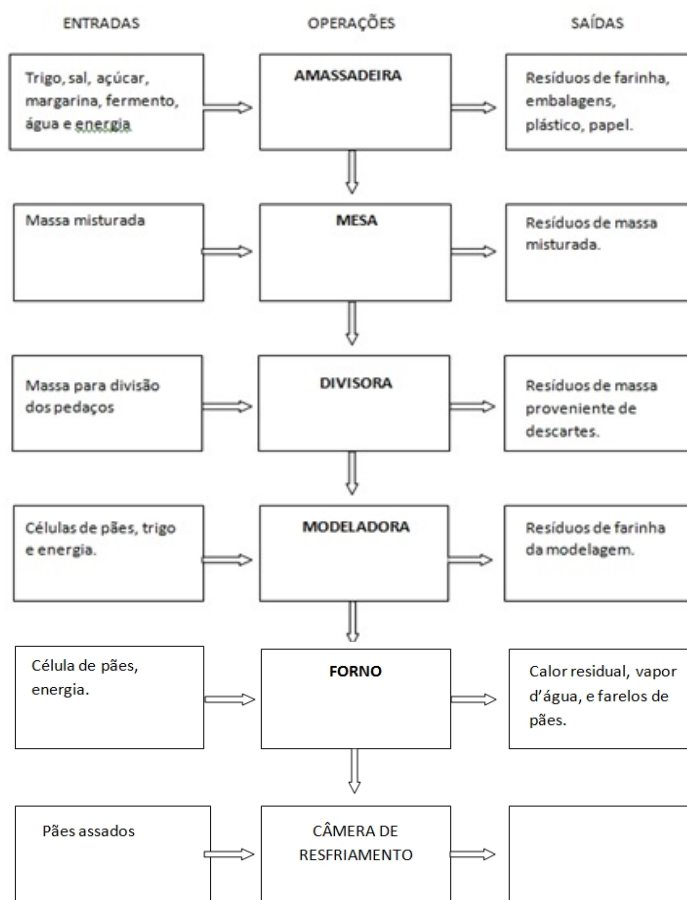 ENTRADAS
OPERAÇÕES
SAÍDAS
Trigo, sal, açúcar,
margarina, fermento,
água e energia
AMASSADEIRA
Resíduos de farinha,
embalagens,
plástico, papel.
Massa misturada
MESA
Resíduos de massa
misturada.
Massa para divisão
dos pedaços
DIVISORA
Resíduos de massa
proveniente de
descartes.
Célúlas de pães, trigo
e energia.
MODELADORA
Resíduos de farinha
da modelagem.
Célula de pães,
energia.
FORNO
Calor residual, vapor
d’água, e farelos de
pães.
Pães assados
CÂMERA DE
RESFRIAMENTO